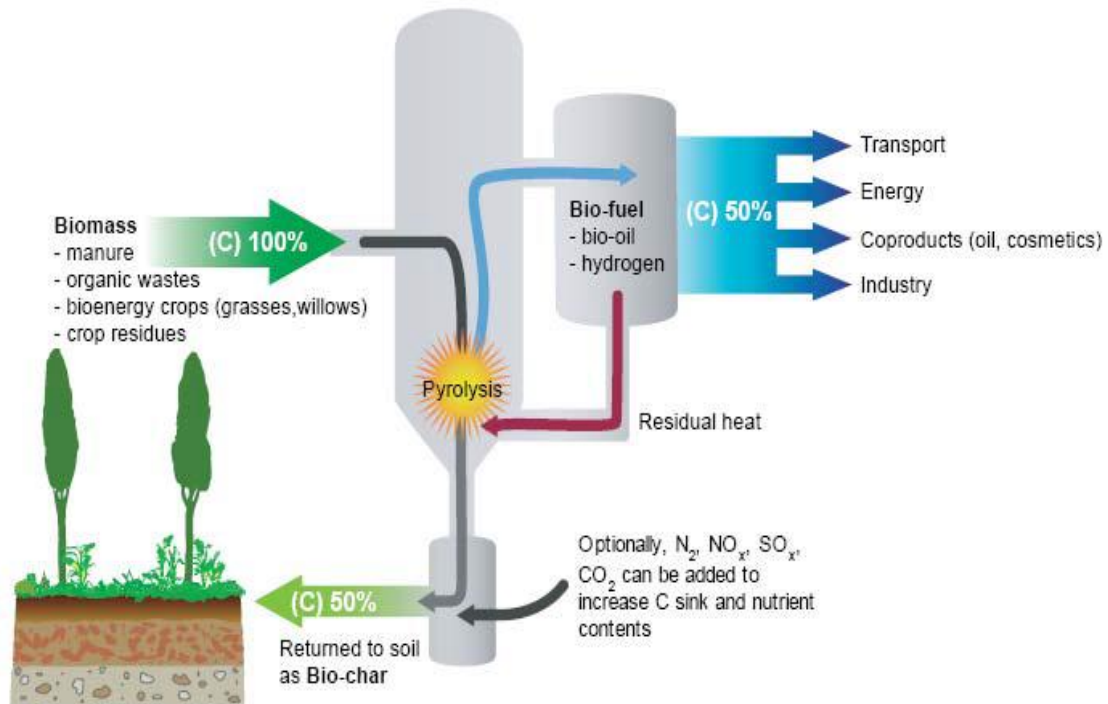 Biomass
- manure
- organic wastes
- bioenergy crops (grasses,willows)
- crop residues
(C) 100%
Pyrolysis
Bio-fuel
- bio-oil
- hydrogen
(C) 50%
Transport
Energy
Coproducts (oil, cosmetics)
Industry
Residual heat
Optionally, N₂, NOₓ, SOₓ,
CO₂ can be added to
increase C sink and nutrient
contents
(C) 50%
Returned to soil
as Bio-char